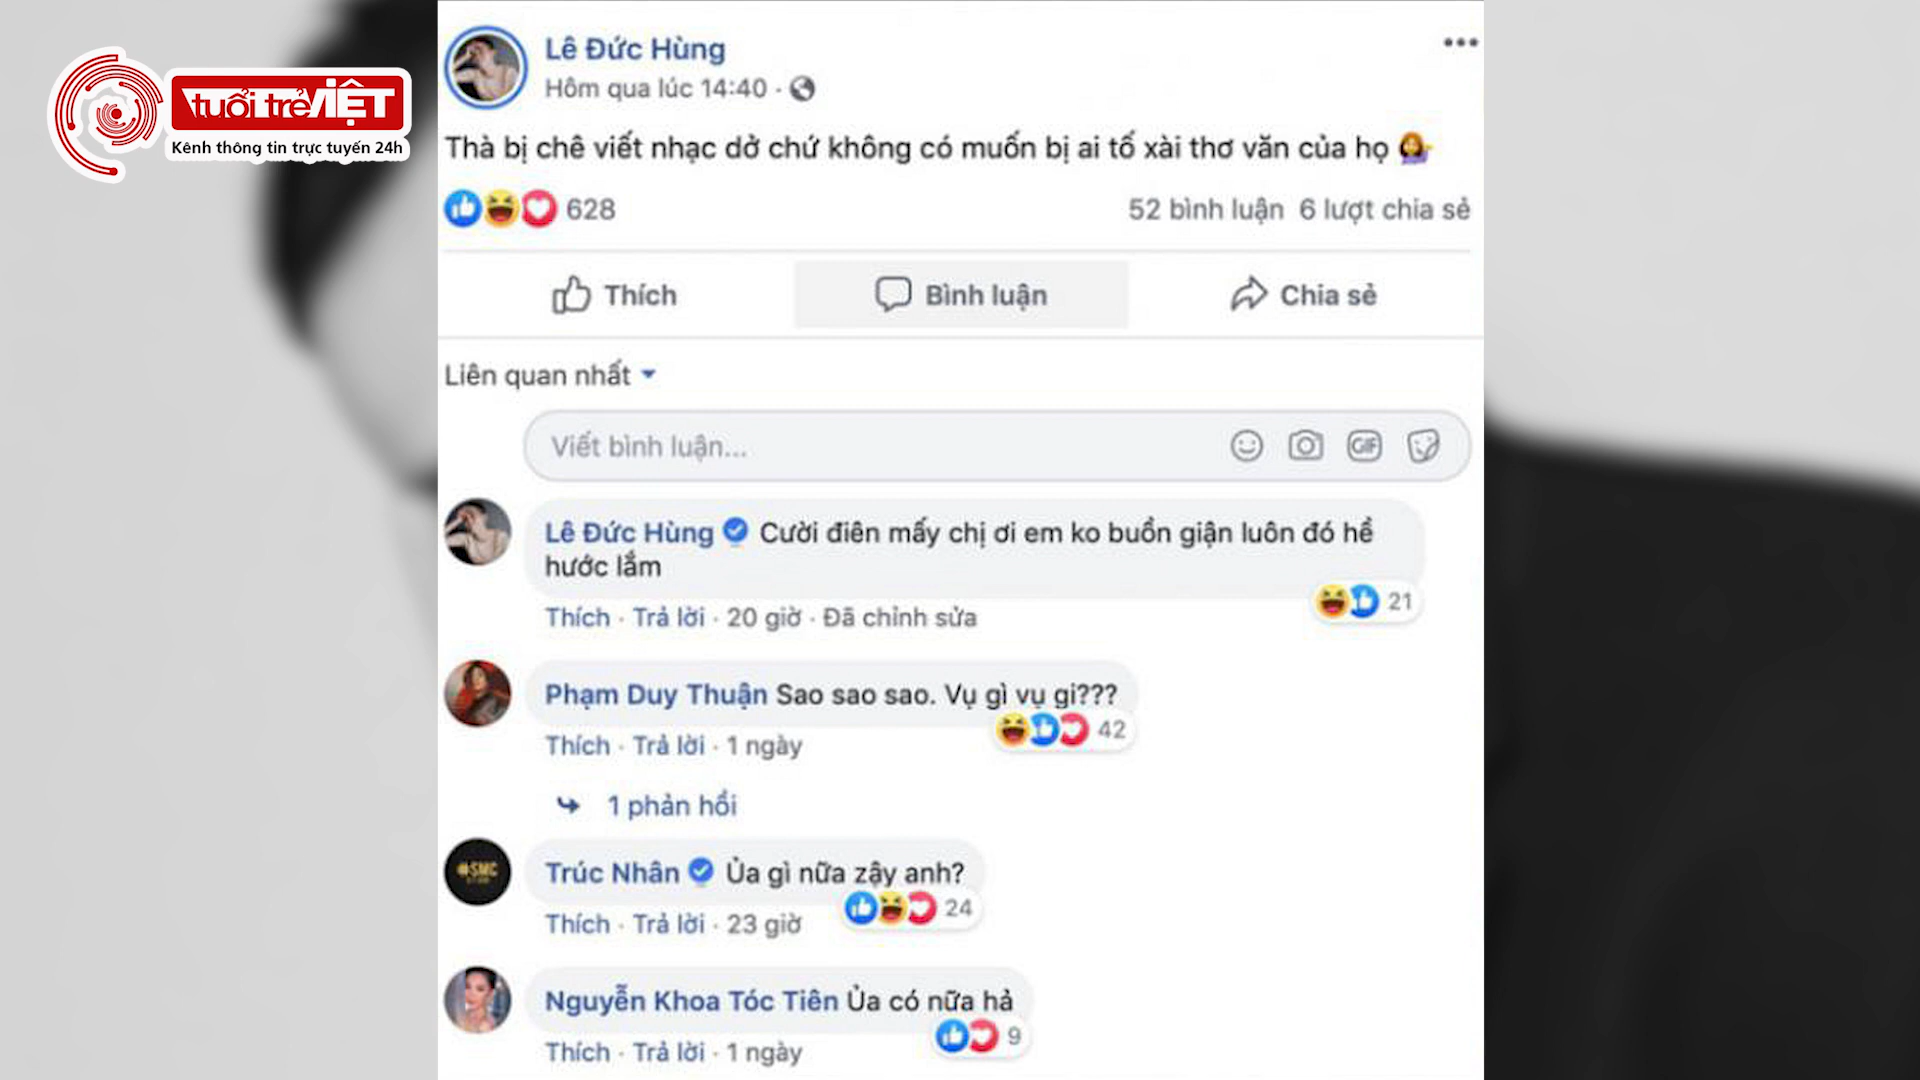 tuổi trẻ VIỆT
Kênh thông tin trực tuyến 24h
Lê Đức Hùng
Hôm qua lúc 14:40 ·
Thà bị chê viết nhạc dở chứ không có muốn bị ai tố xài thơ văn của họ
628
52 bình luận 6 lượt chia sẻ
Thích
Bình luận
Chia sẻ
Liên quan nhất
Viết bình luận...
GIF
Lê Đức Hùng Cười điên mấy chị ơi em ko buồn giận luôn đó hề
hước lắm
21
Thích · Trả lời · 20 giờ · Đã chỉnh sửa
Phạm Duy Thuận Sao sao sao. Vụ gì vụ gi???
42
Thích · Trả lời · 1 ngày
1 phản hồi
#SMC
Trúc Nhân Ủa gì nữa zậy anh?
24
Thích · Trả lời · 23 giờ
Nguyễn Khoa Tóc Tiên Ủa có nữa hả
9
Thích · Trả lời · 1 ngày